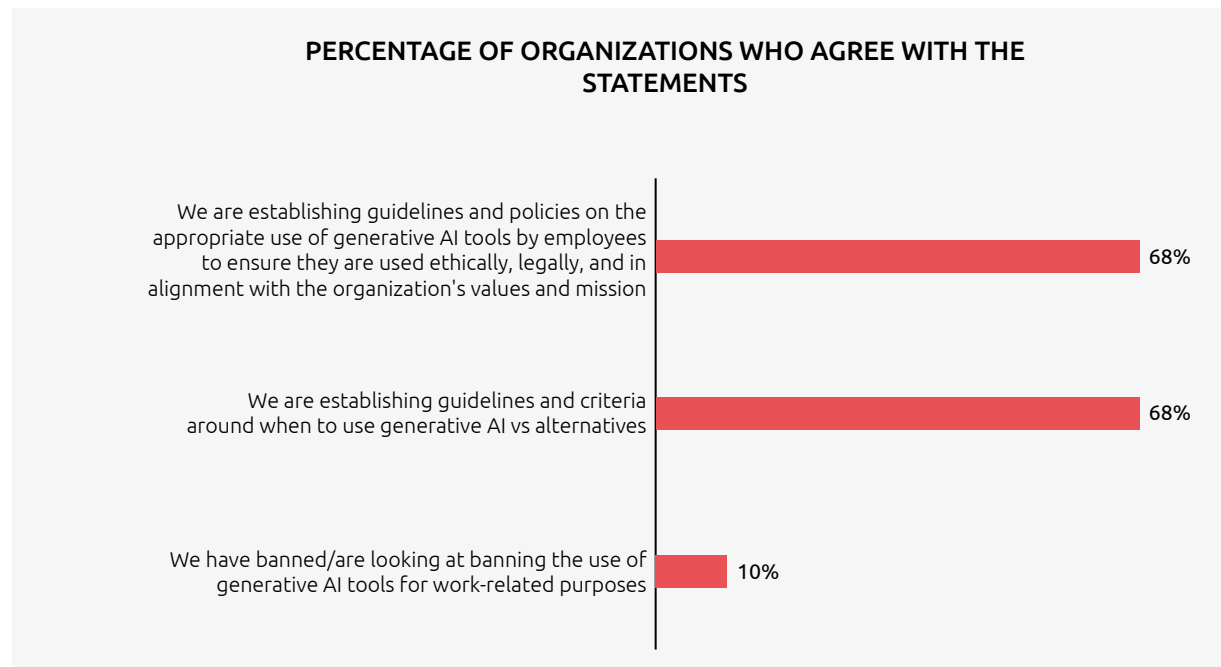 PERCENTAGE OF ORGANIZATIONS WHO AGREE WITH THE
STATEMENTS
We are establishing guidelines and policies on the
appropriate use of generative AI tools by employees
to ensure they are used ethically, legally, and in
alignment with the organization's values and mission
68%
We are establishing guidelines and criteria
around when to use generative AI vs alternatives
68%
We have banned/are looking at banning the use of
generative AI tools for work-related purposes
10%